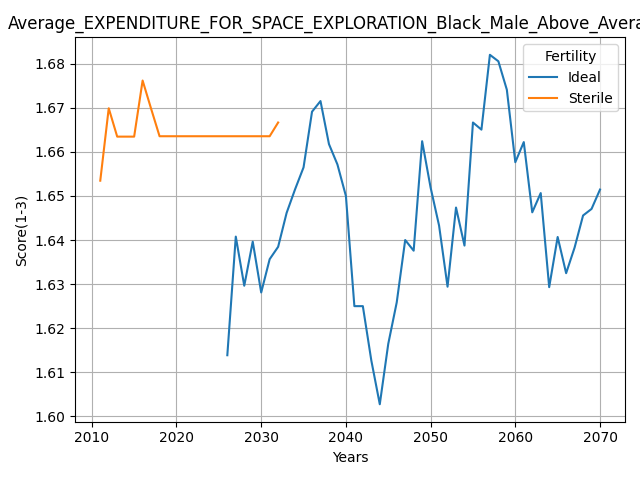 Average_EXPENDITURE_FOR_SPACE_EXPLORATION_Black_Male_Above_Avera
Fertility
Ideal
Sterile
Score(1-3)
1.68
1.67
1.66
1.65
1.64
1.63
1.62
1.61
1.60
2010 2020 2030 2040 2050 2060 2070
Years